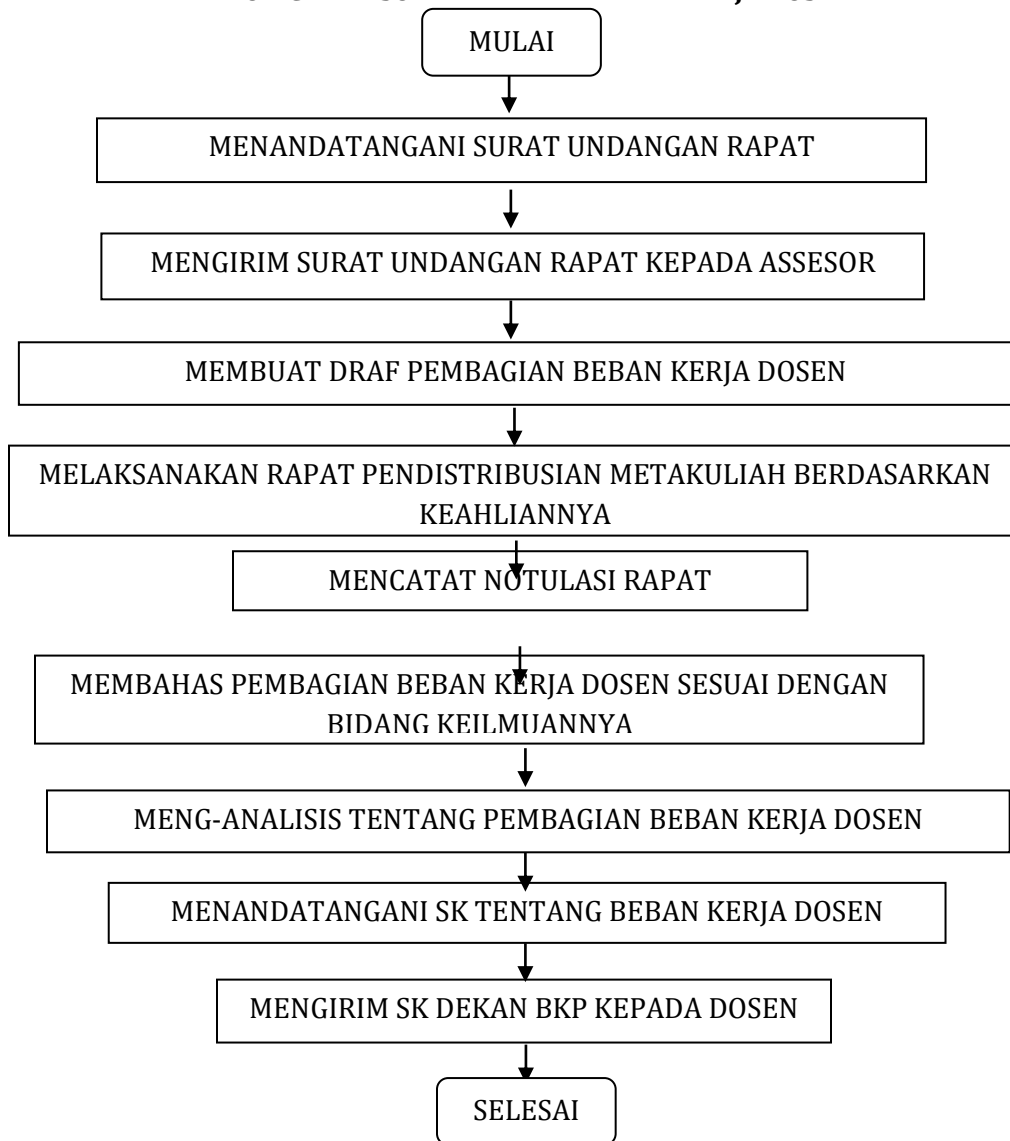 MULAI
MENANDATANGANI SURAT UNDANGAN RAPAT
MENGIRIM SURAT UNDANGAN RAPAT KEPADA ASSESOR
MEMBUAT DRAF PEMBAGIAN BEBAN KERJA DOSEN
MELAKSANAKAN RAPAT PENDISTRIBUSIAN METAKULIAH BERDASARKAN
KEAHLIANNYA
MENCATAT NOTULASI RAPAT
MEMBAHAS PEMBAGIAN BEBAN KERJA DOSEN SESUAI DENGAN
BIDANG KEILMUANNYA
MENG-ANALISIS TENTANG PEMBAGIAN BEBAN KERJA DOSEN
MENANDATANGANI SK TENTANG BEBAN KERJA DOSEN
MENGIRIM SK DEKAN BKP KEPADA DOSEN
SELESAI